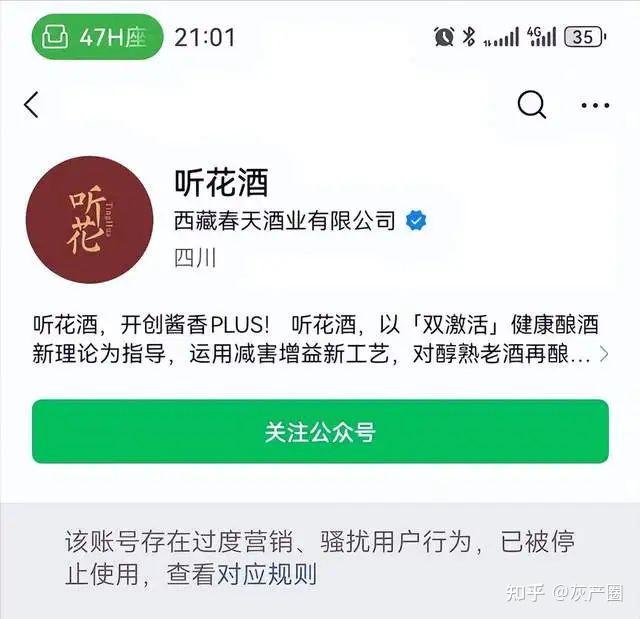 47H座 21:01 4G 35
听花酒
听花 TingHua
西藏春天酒业有限公司
四川
听花酒，开创酱香PLUS！ 听花酒，以「双激活」健康酿酒
新理论为指导，运用减害增益新工艺，对醇熟老酒再酿...
关注公众号
该账号存在过度营销、骚扰用户行为，已被停
止使用，查看对应规则
知乎 @灰产圈